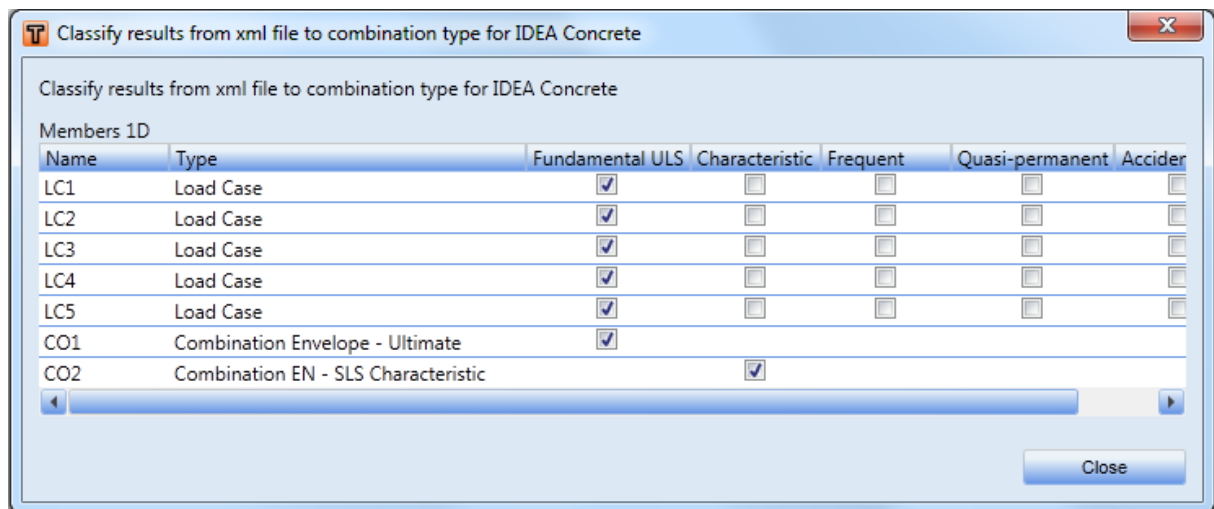 Classify results from xml file to combination type for IDEA Concrete
Classify results from xml file to combination type for IDEA Concrete
Members 1D
Name Type Fundamental ULS Characteristic Frequent Quasi-permanent Acciden
LC1 Load Case
LC2 Load Case
LC3 Load Case
LC4 Load Case
LC5 Load Case
CO1 Combination Envelope - Ultimate
CO2 Combination EN - SLS Characteristic
Close